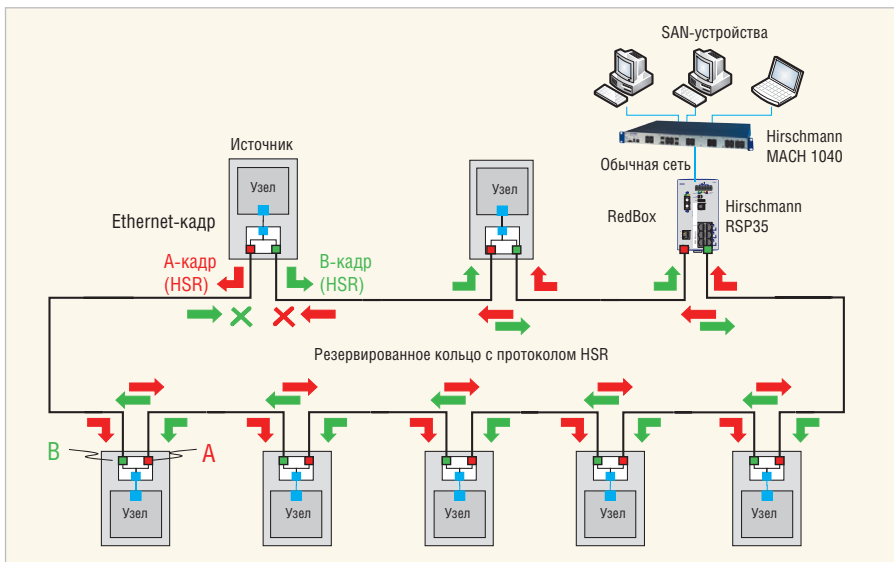 SAN-устройства
Hirschmann
MACH 1040
Обычная сеть
RedBox
Hirschmann
RSP35
Источник
Узел
Узел
Ethernet-кадр
А-кадр
(HSR)
В-кадр
(HSR)
Резервированное кольцо с протоколом HSR
B
A
Узел
Узел
Узел
Узел
Узел